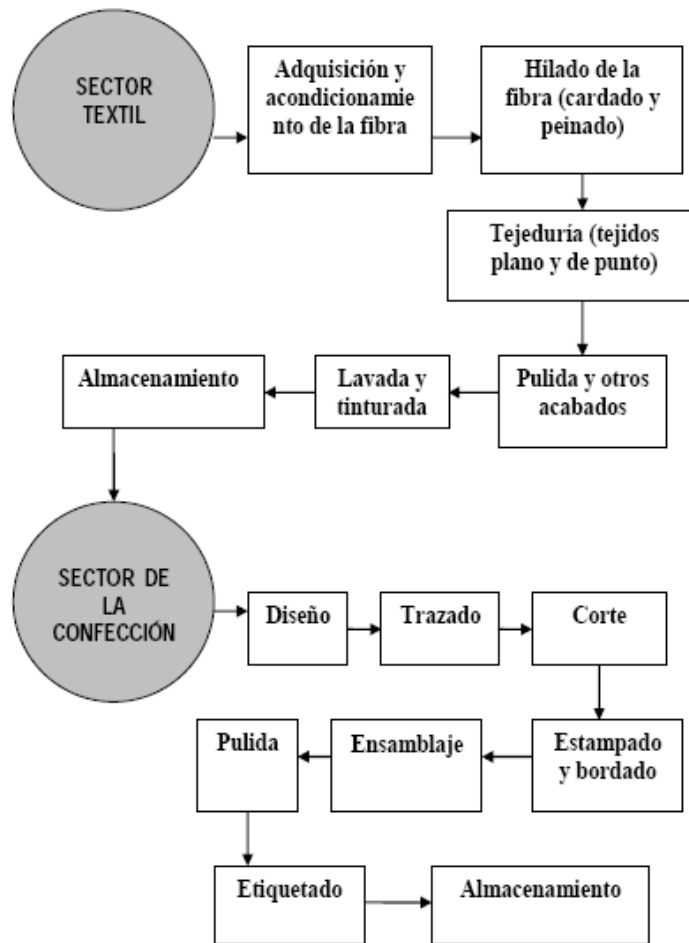 SECTOR
TEXTIL
Adquisición y
acondicionamie
nto de la fibra
Hilado de la
fibra (cardado y
peinado)
Tejeduría (tejidos
plano y de punto)
Pulida y otros
acabados
Lavada y
tinturada
Almacenamiento
SECTOR DE
LA
CONFECCIÓN
Diseño
Trazado
Corte
Estampado
y bordado
Ensamblaje
Pulida
Etiquetado
Almacenamiento